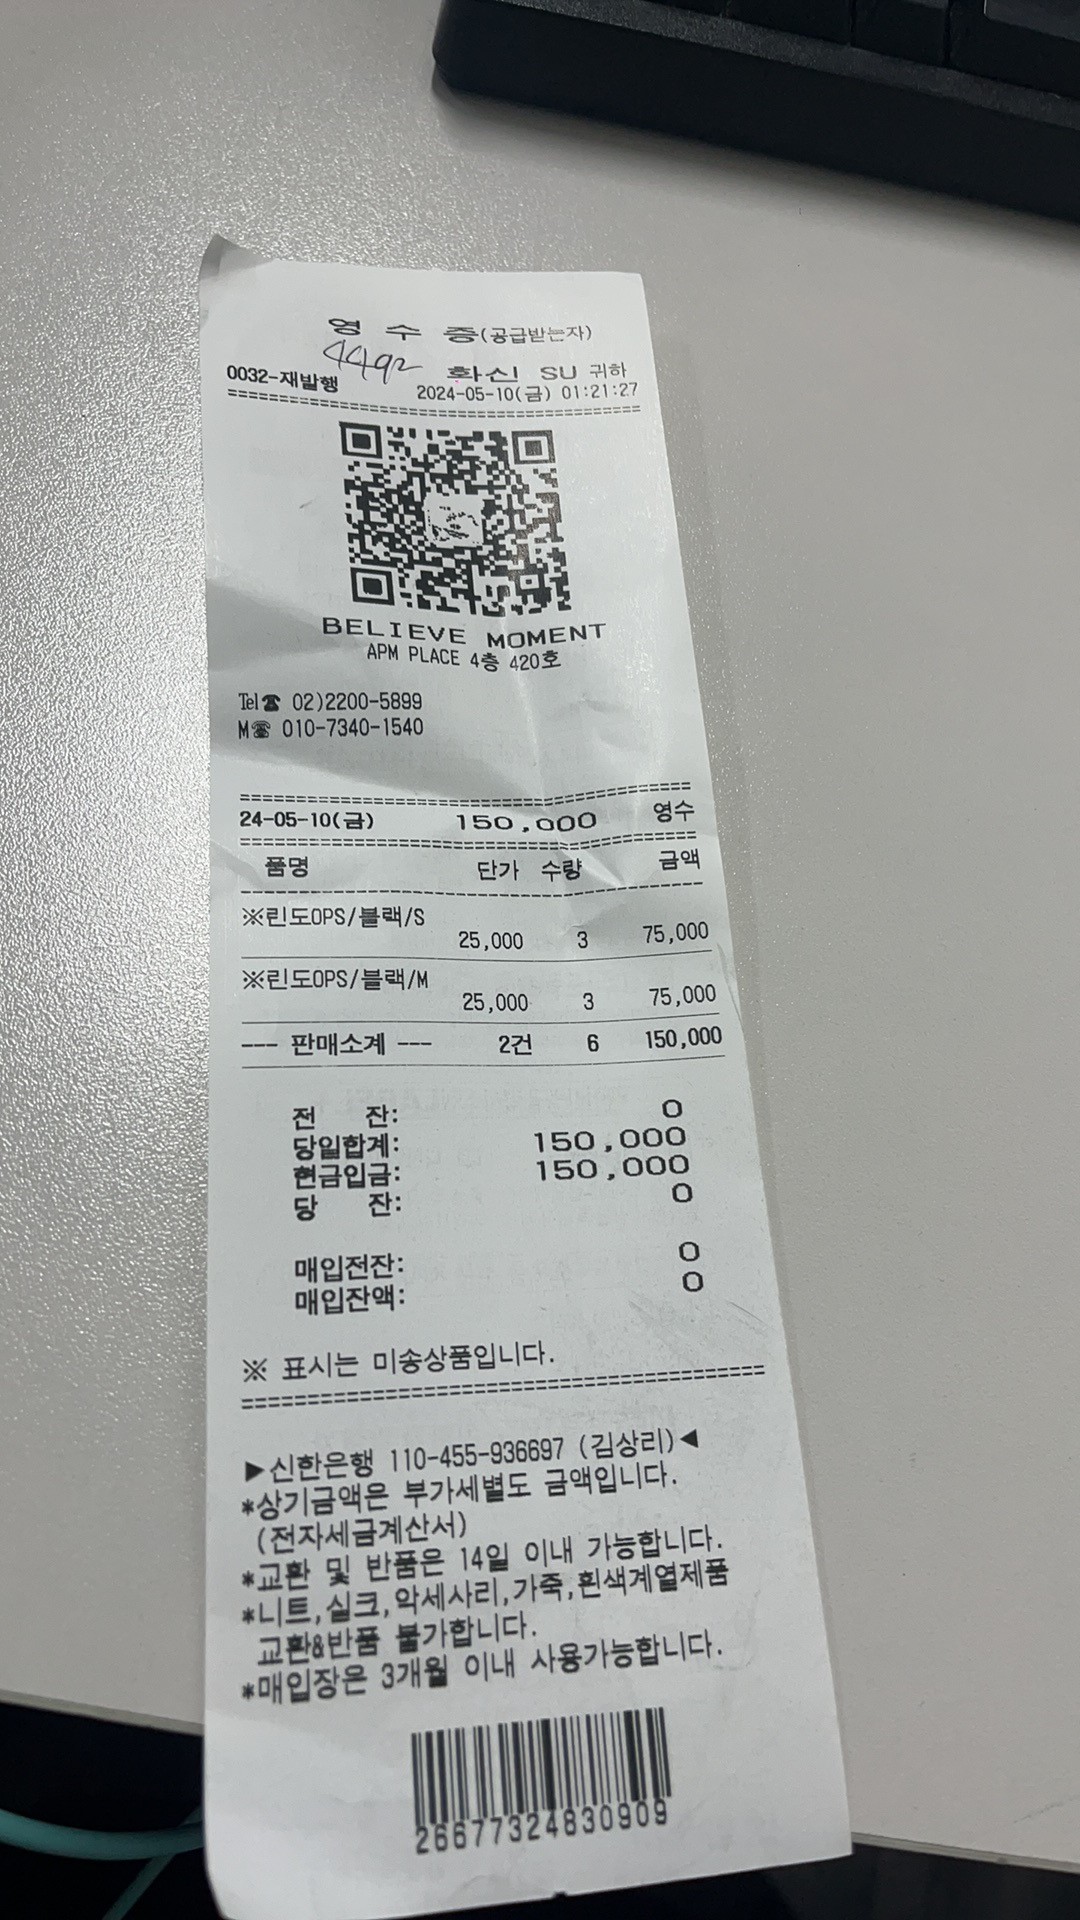 영 수 증(공급받는자)
4492
0032-재발행 화신 SU 귀하
2024-05-10(금) 01:21:27
BELIEVE MOMENT
APM PLACE 4층 420호
Tel☎ 02)2200-5899
M☎ 010-7340-1540
24-05-10(금) 150,000 영수
품명 단가 수량 금액
※린도OPS/블랙/S
25,000 3 75,000
※린도OPS/블랙/M
25,000 3 75,000
--- 판매소계 --- 2건 6 150,000
전 잔: 0
당일합계: 150,000
현금입금: 150,000
당 잔: 0
매입전잔: 0
매입잔액: 0
※ 표시는 미송상품입니다.
▶신한은행 110-455-936697 (김상리)◀
*상기금액은 부가세별도 금액입니다.
(전자세금계산서)
*교환 및 반품은 14일 이내 가능합니다.
*니트,실크,악세사리,가죽,흰색계열제품
교환&반품 불가합니다.
*매입장은 3개월 이내 사용가능합니다.
26677324830909